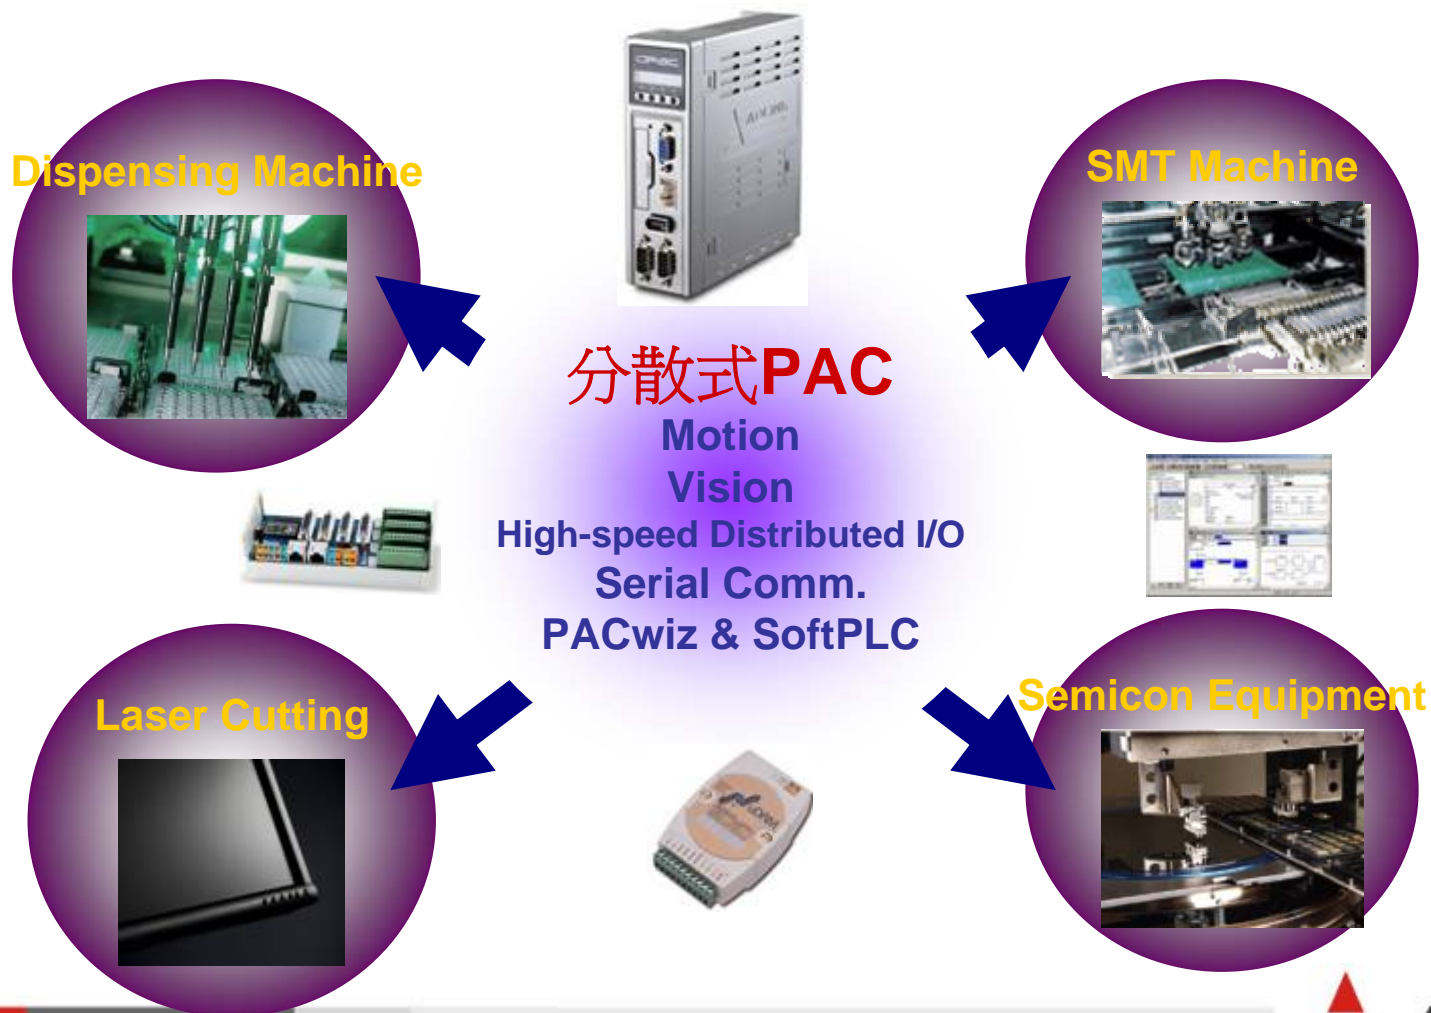 Dispensing Machine
SMT Machine
分散式PAC
Motion
Vision
High-speed Distributed I/O
Serial Comm.
PACwiz & SoftPLC
Laser Cutting
Semicon Equipment